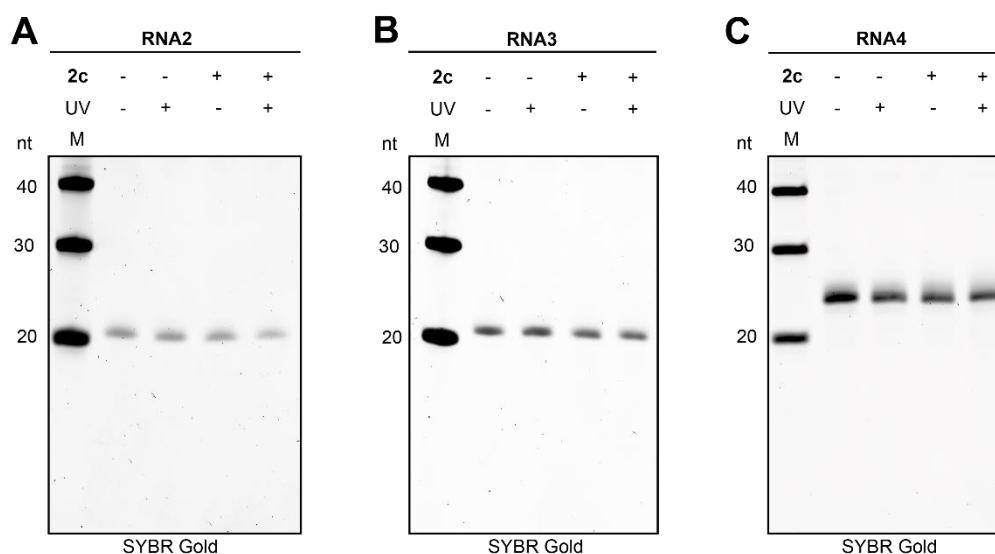 A RNA2
2c - - + +
UV - + - +
nt M
40
30
20
SYBR Gold
B RNA3
2c - - + +
UV - + - +
nt M
40
30
20
SYBR Gold
C RNA4
2c - - + +
UV - + - +
nt M
40
30
20
SYBR Gold